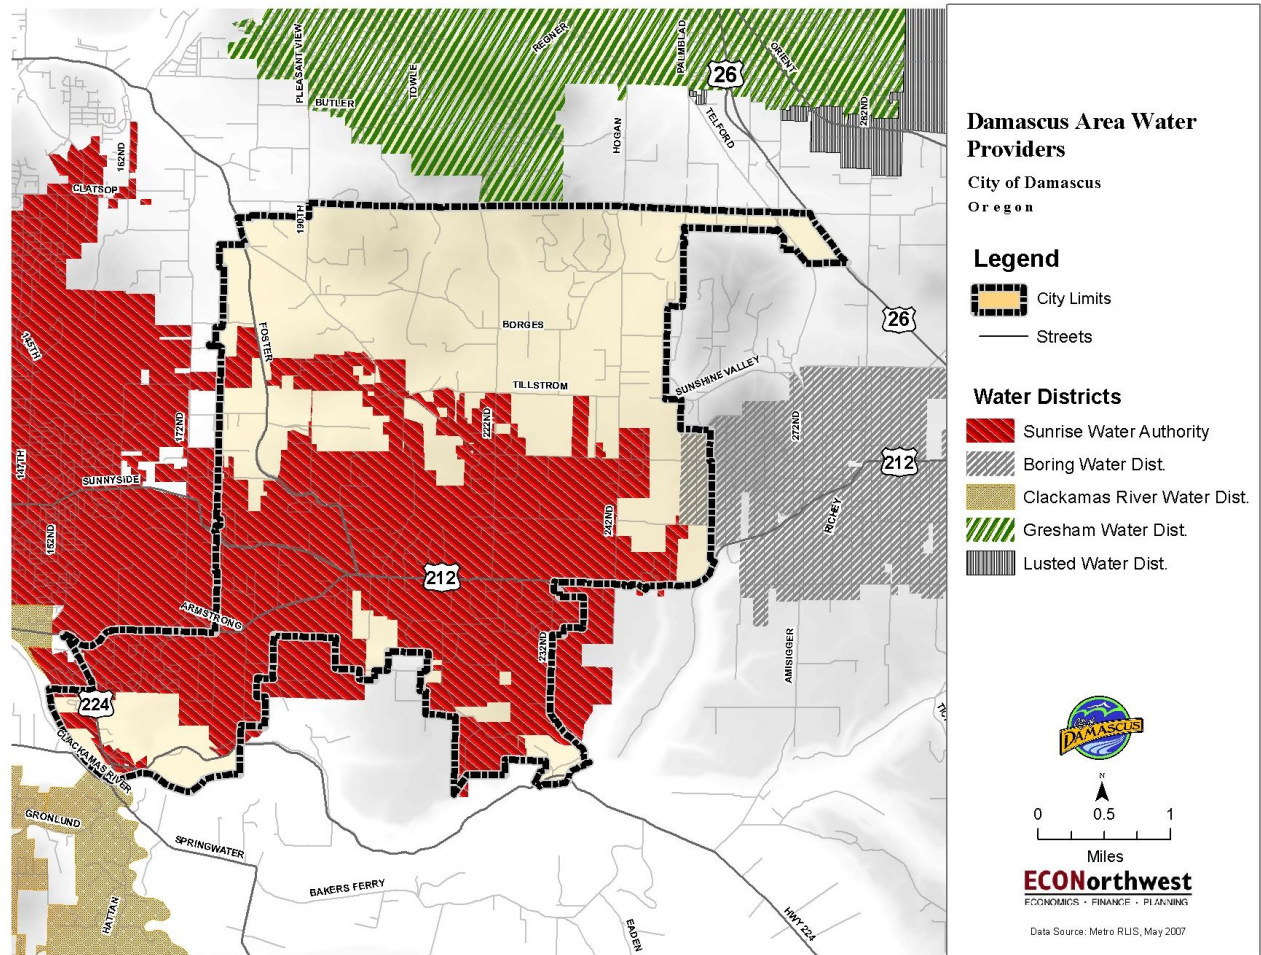 PLEASANT VIEW
TOWLE
REGNER
PALMBLAD
ORIENT
26
BUTLER
282ND
HOGAN
TELFORD
162ND
CLATSOP
190TH
FOSTER
BORGES
26
145TH
SUNSHINE VALLEY
TILLSTROM
172ND
222ND
272ND
147TH
SUNNYSIDE
212
152ND
242ND
RICHEY
212
ARMSTRONG
232ND
AMISIGGER
224
CLACKAMAS RIVER
GRONLUND
SPRINGWATER
BAKERS FERRY
HATTAN
EADEN
HWY 224
Damascus Area Water
Providers
City of Damascus
Oregon
Legend
City Limits
Streets
Water Districts
Sunrise Water Authority
Boring Water Dist.
Clackamas River Water Dist.
Gresham Water Dist.
Lusted Water Dist.
DAMASCUS
N
0 0.5 1
Miles
ECONorthwest
ECONOMICS • FINANCE • PLANNING
Data Source: Metro RLIS, May 2007